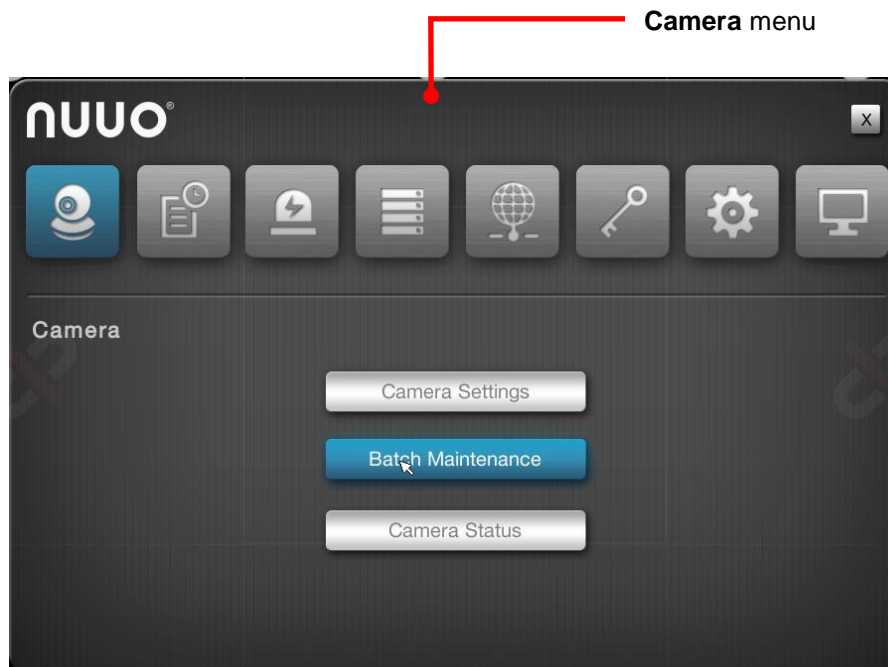 Camera menu
nuuo®
X
Camera
Camera Settings
Batch Maintenance
Camera Status